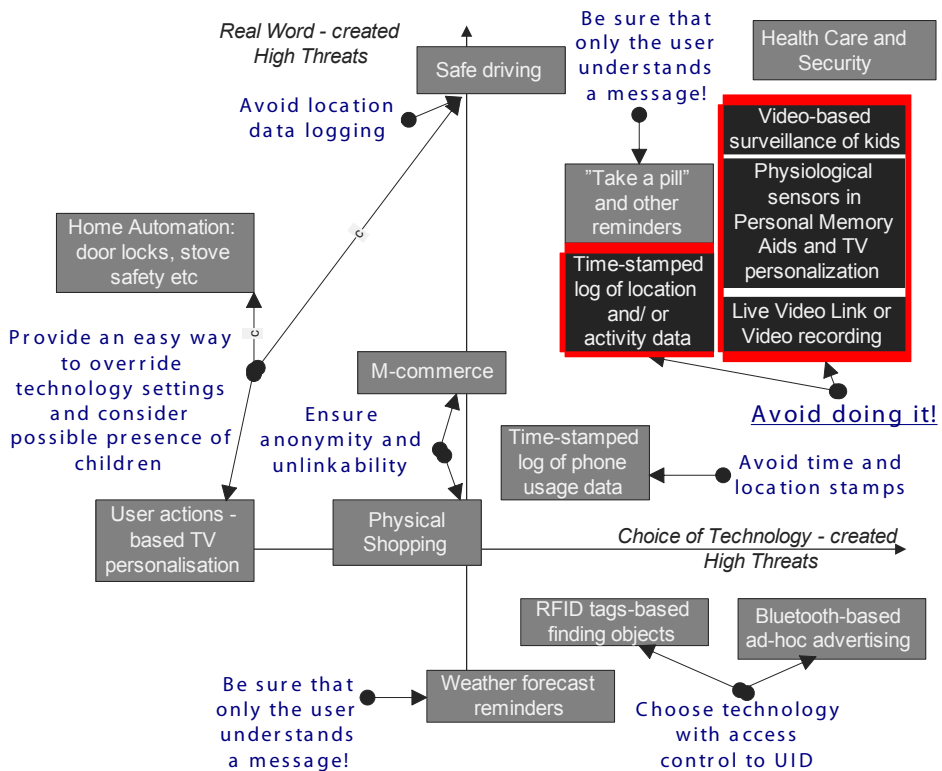 Real Word - created
High Threats
Safe driving
Be sure that
only the user
understands
a message!
Health Care and
Security
Avoid location
data logging
Video-based
surveillance of kids
Physiological
sensors in
Personal Memory
Aids and TV
personalization
Live Video Link or
Video recording
"Take a pill"
and other
reminders
Time-stamped
log of location
and/ or
activity data
Avoid doing it!
Home Automation:
door locks, stove
safety etc
c
c
Provide an easy way
to override
technology settings
and consider
possible presence of
children
M-commerce
Ensure
anonymity and
unlinkability
Time-stamped
log of phone
usage data
Avoid time and
location stamps
User actions -
based TV
personalisation
Physical
Shopping
Choice of Technology - created
High Threats
RFID tags-based
finding objects
Bluetooth-based
ad-hoc advertising
Be sure that
only the user
understands
a message!
Weather forecast
reminders
Choose technology
with access
control to UID